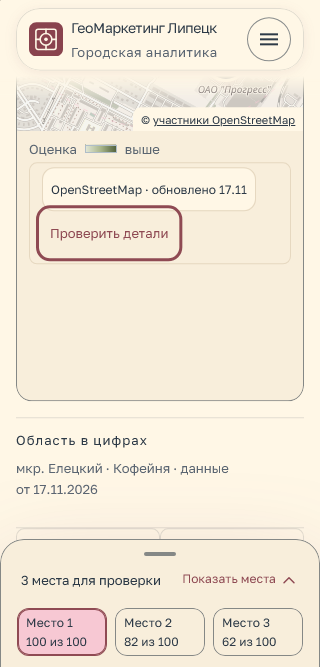 ГеоМаркетинг Липецк
Городская аналитика
ОАО "Прогресс"
© участники OpenStreetMap
Оценка выше
OpenStreetMap · обновлено 17.11
Проверить детали
Область в цифрах
мкр. Елецкий · Кофейня · данные
от 17.11.2026
3 места для проверки Показать места
Место 1 Место 2 Место 3
100 из 100 82 из 100 62 из 100